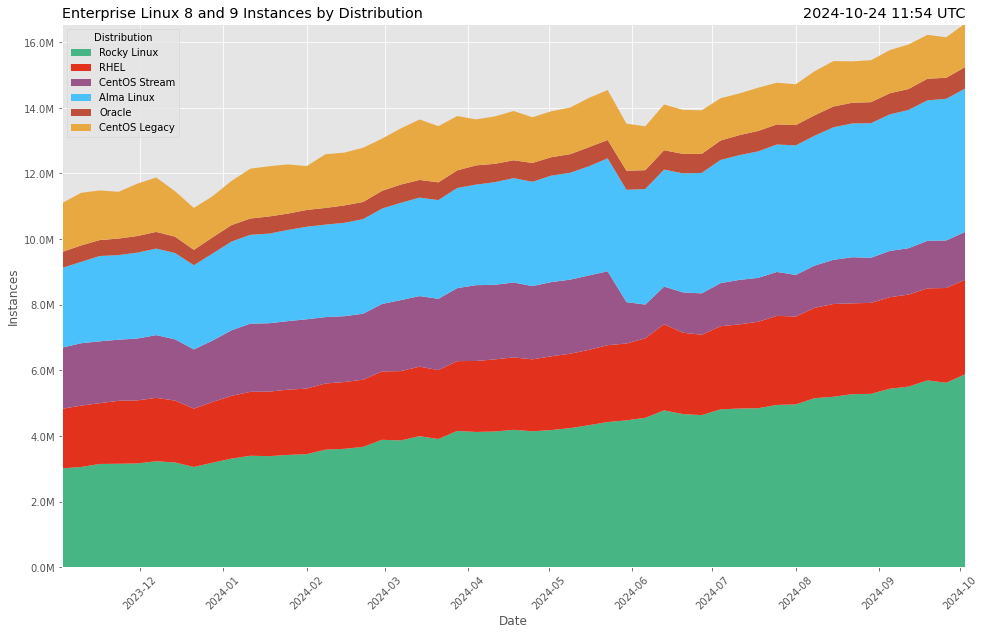 Enterprise Linux 8 and 9 Instances by Distribution
2024-10-24 11:54 UTC
Distribution
Rocky Linux
RHEL
CentOS Stream
Alma Linux
Oracle
CentOS Legacy
16.0M
14.0M
12.0M
10.0M
8.0M
6.0M
4.0M
2.0M
0.0M
Instances
2023-12
2024-01
2024-02
2024-03
2024-04
2024-05
2024-06
2024-07
2024-08
2024-09
2024-10
Date